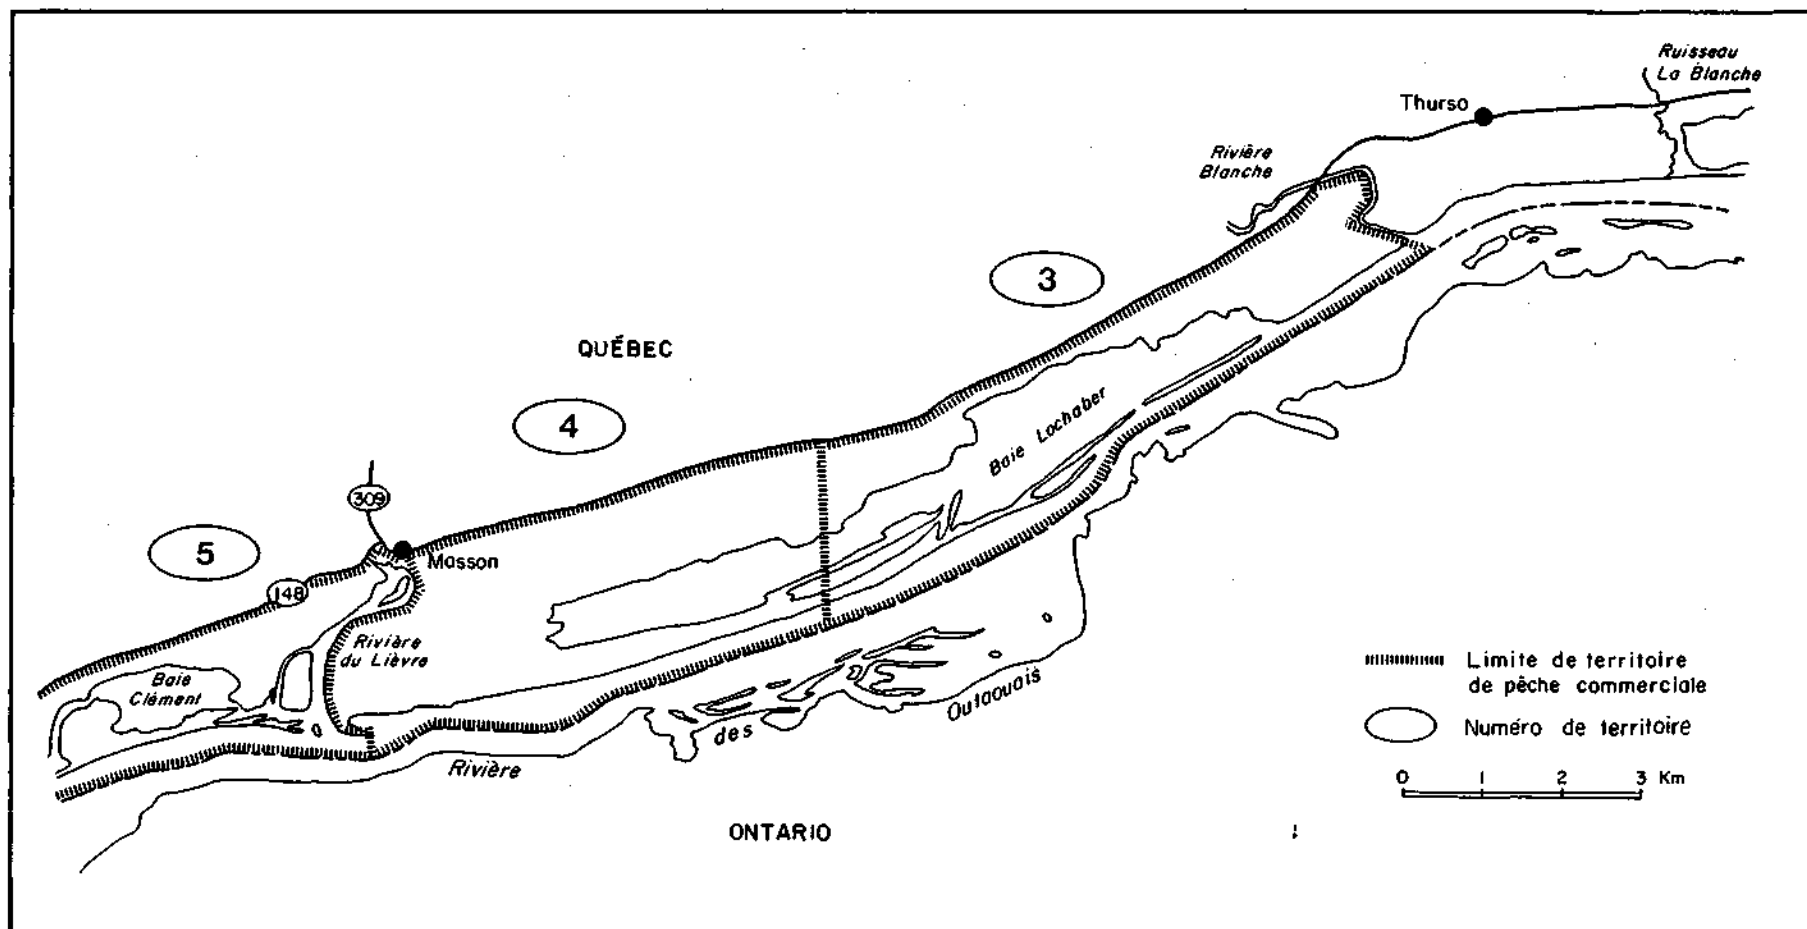 Ruisseau
La Blanche
Thurso
Rivière
Blanche
3
QUÉBEC
4
Baie Lochaber
309
5
Masson
148
Rivière
du Lièvre
Baie
Clément
Limite de territoire
de pêche commerciale
Numéro de territoire
Rivière des Outaouais
0 1 2 3 Km
ONTARIO